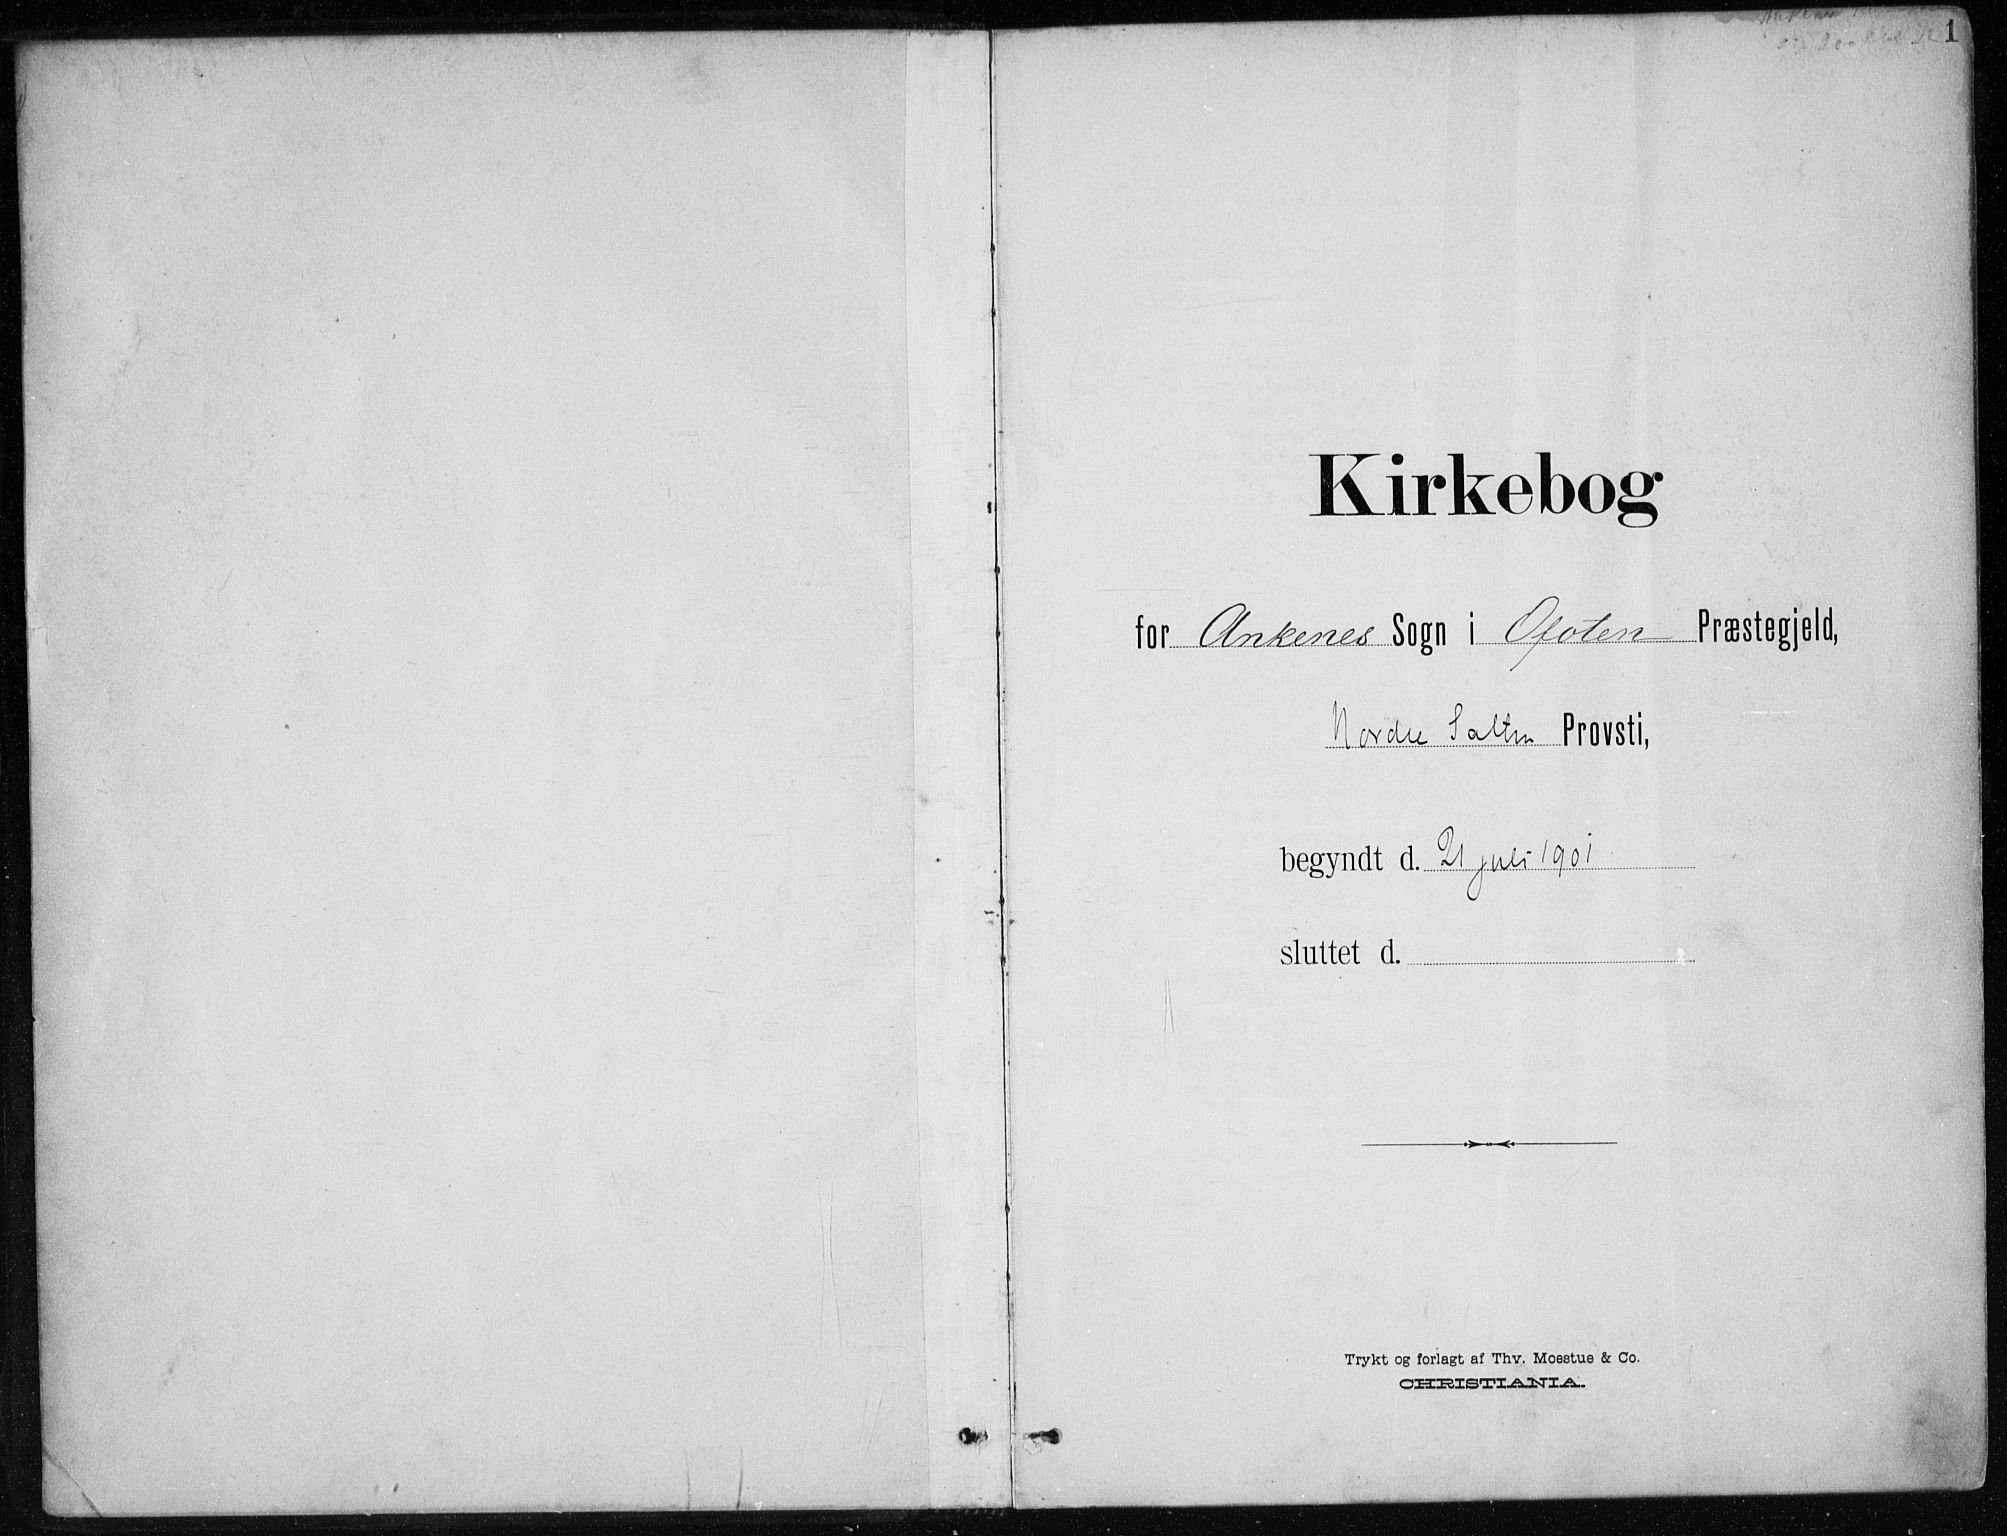 1
Kirkebog
for Ankenes Sogn i Ofoten Præstegjeld,
Nordre Salten Provsti,
begyndt d. 21 juli 1901
sluttet d.
Trykt og forlagt af Thv. Moestue & Co.
CHRISTIANIA.